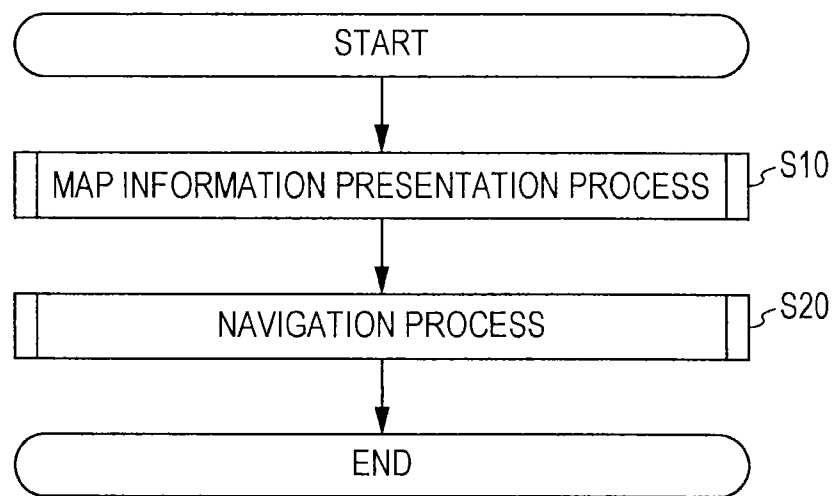 START
MAP INFORMATION PRESENTATION PROCESS
S10
NAVIGATION PROCESS
S20
END